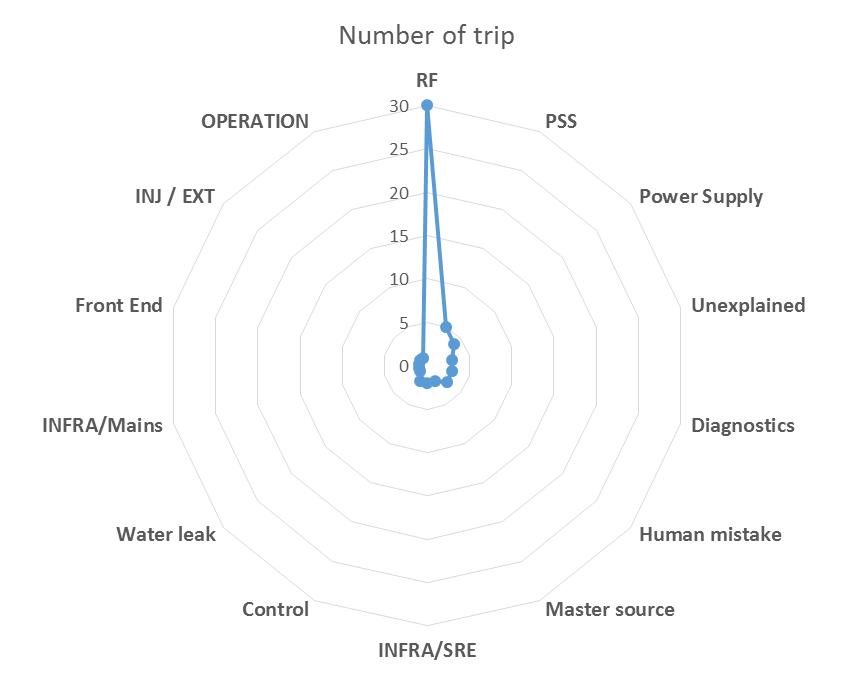 Number of trip
RF
30
OPERATION
PSS
25
INJ / EXT
20
Power Supply
15
10
Front End
Unexplained
5
0
INFRA/Mains
Diagnostics
Water leak
Human mistake
Control
Master source
INFRA/SRE